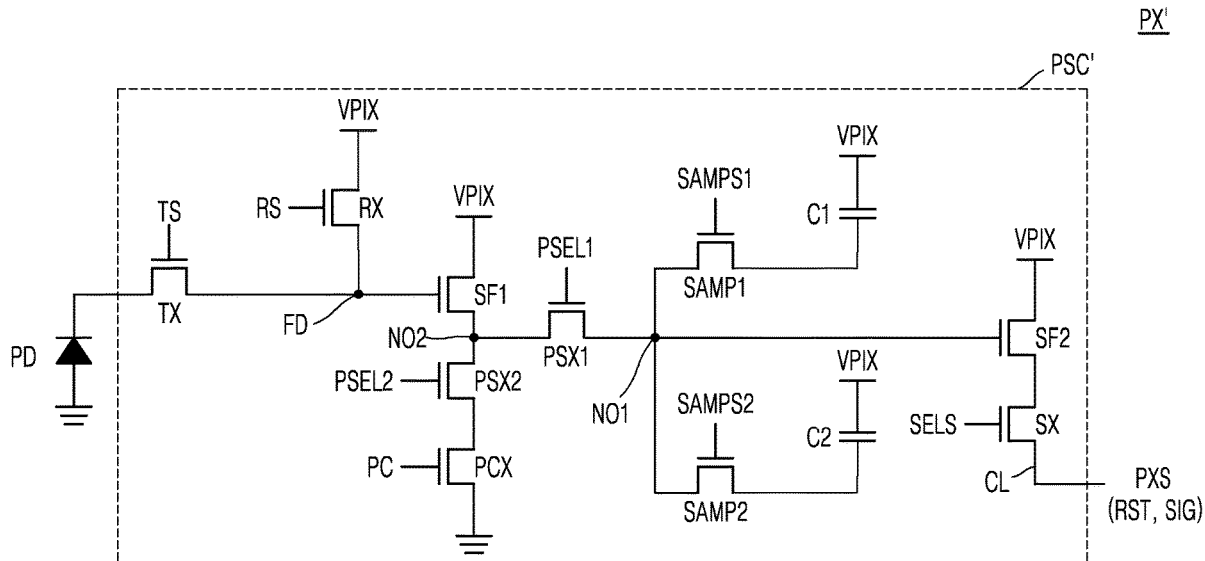 PX'
PSC'
VPIX
VPIX
SAMPS1
C1
TS
RS
RX
VPIX
PSEL1
SAMP1
VPIX
TX
FD
SF1
NO2
PSX1
NO1
SF2
PD
PSEL2
PSX2
VPIX
SAMPS2
C2
SELS
SX
PC
PCX
SAMP2
CL
PXS
(RST, SIG)